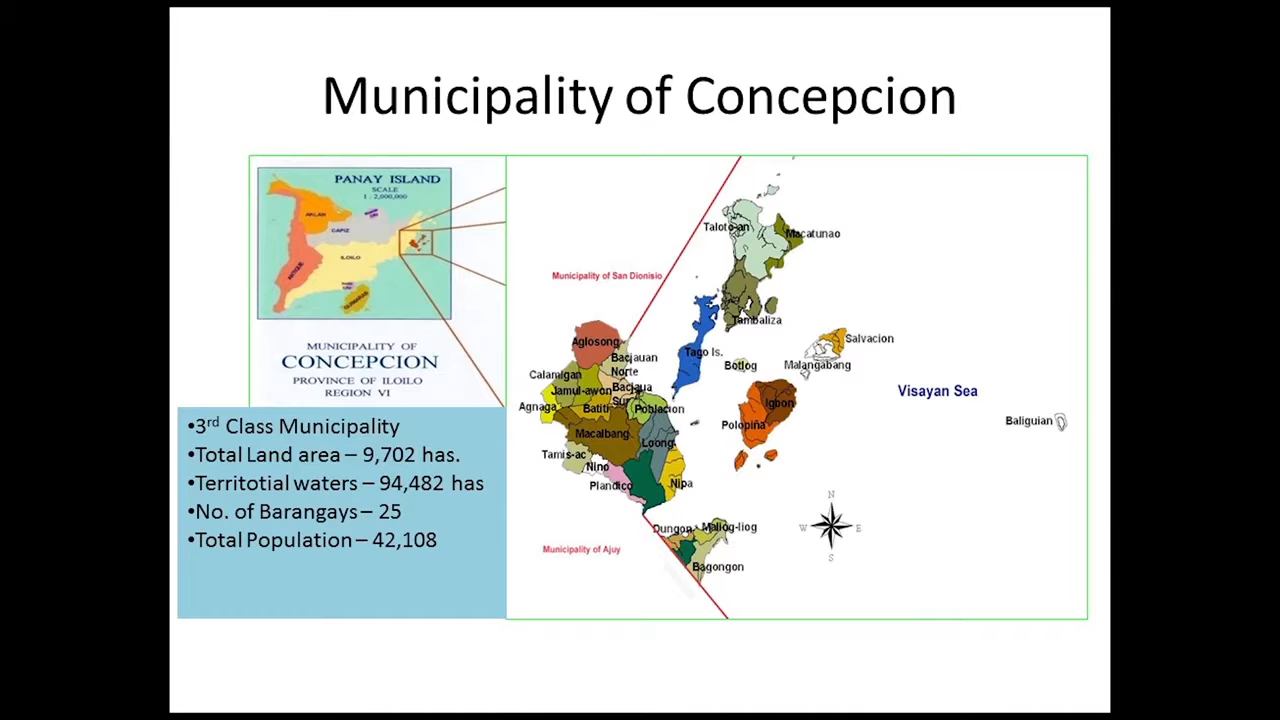 Municipality of Concepcion
PANAY ISLAND
SCALE
1 : 2,000,000
AKLAN
CAPIZ
ILOILO
ANTIQUE
GUIMARAS
MUNICIPALITY OF
CONCEPCION
PROVINCE OF ILOILO
REGION VI
•3rd Class Municipality
•Total Land area – 9,702 has.
•Territotial waters – 94,482 has
•No. of Barangays – 25
•Total Population – 42,108
Taloto-an
Macatunao
Municipality of San Dionisio
Tambaliza
Aglosong
Bacjauan
Norte
Tago Is.
Salvacion
Malangabang
Botlog
Calamigan
Jamul-awon
Bacjaua
Sur
Visayan Sea
Agnaga
Batiti
Poblacion
Igbon
Polopiña
Baliguian
Macalbang
Loong
Tamis-ac
Nino
Plandico
Nipa
N
W
E
S
Dungon
Maliog-liog
Municipality of Ajuy
Bagongon